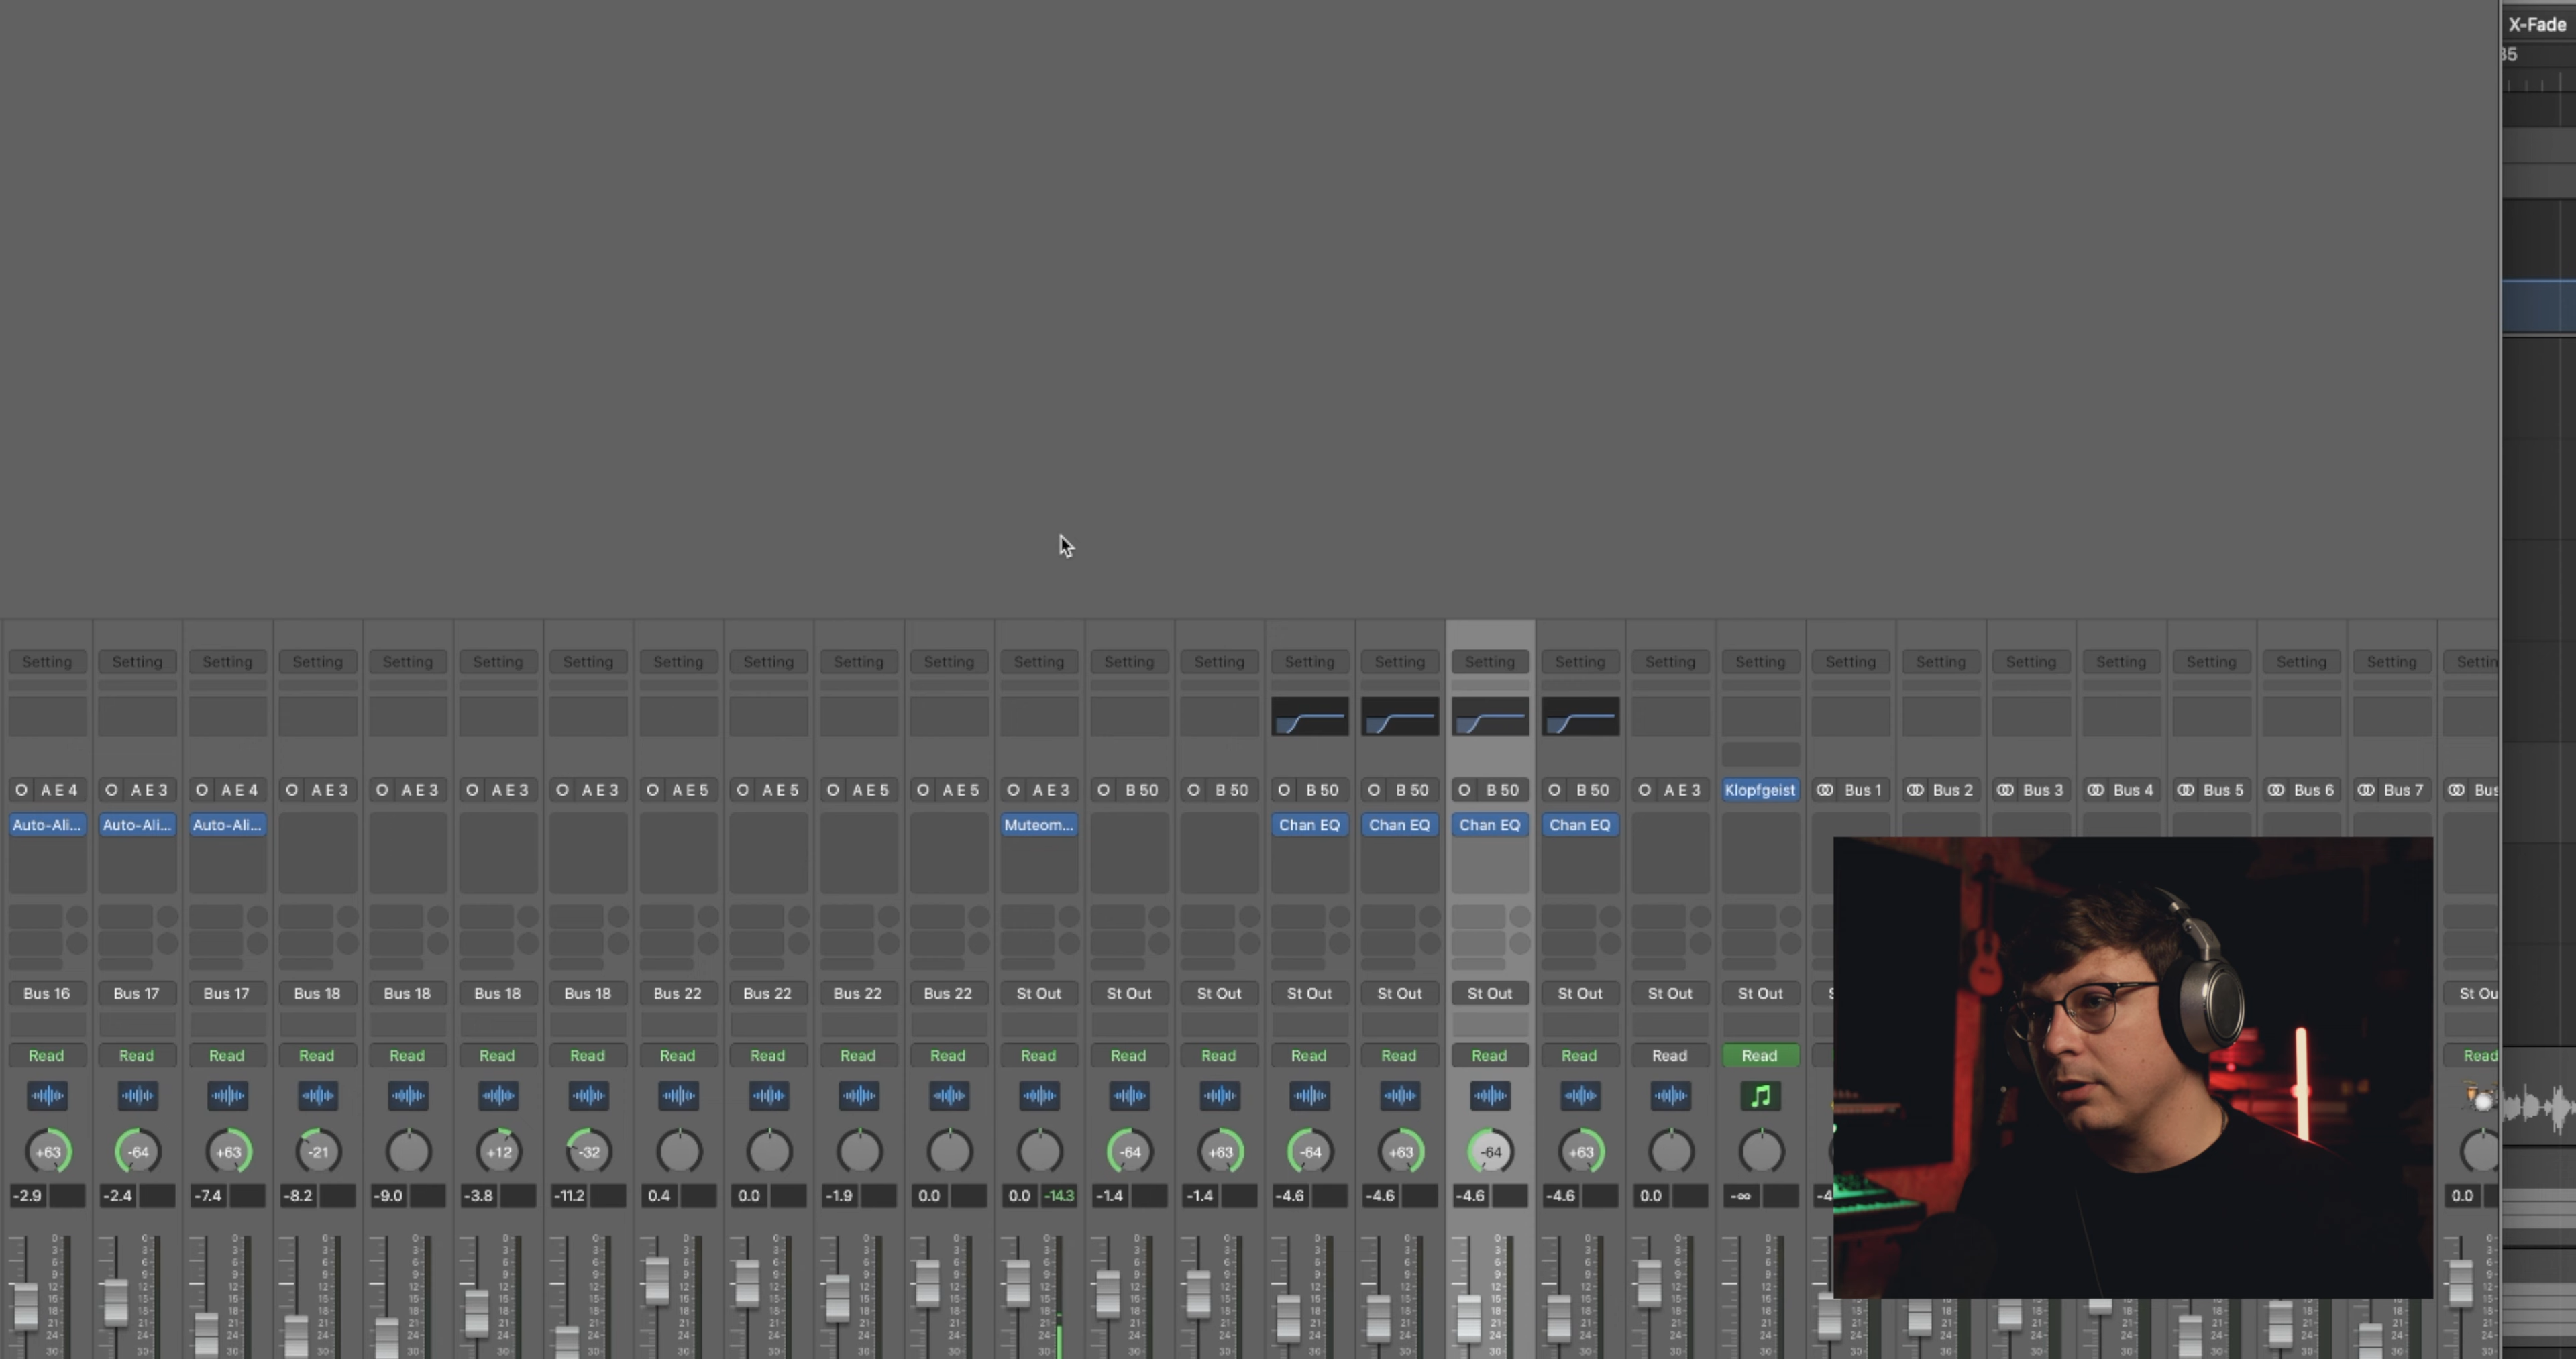 X-Fade
35
Setting Setting Setting Setting Setting Setting Setting Setting Setting Setting Setting Setting Setting Setting Setting Setting Setting Setting Setting Setting Setting Setting Setting Setting Setting Setting Setting Settin
A E 4 A E 3 A E 4 A E 3 A E 3 A E 3 A E 3 A E 5 A E 5 A E 5 A E 5 A E 3 B 50 B 50 B 50 B 50 B 50 B 50 A E 3 Klopfgeist Bus 1 Bus 2 Bus 3 Bus 4 Bus 5 Bus 6 Bus 7 Bus
Auto-Ali... Auto-Ali... Auto-Ali... Muteom... Chan EQ Chan EQ Chan EQ Chan EQ
Bus 16 Bus 17 Bus 17 Bus 18 Bus 18 Bus 18 Bus 18 Bus 22 Bus 22 Bus 22 Bus 22 St Out St Out St Out St Out St Out St Out St Out St Out St Out S St Ou
Read Read Read Read Read Read Read Read Read Read Read Read Read Read Read Read Read Read Read Read Read
+63 -64 +63 -21 +12 -32 -64 +63 -64 +63 -64 +63
-2.9 -2.4 -7.4 -8.2 -9.0 -3.8 -11.2 0.4 0.0 -1.9 0.0 0.0 -14.3 -1.4 -1.4 -4.6 -4.6 -4.6 -4.6 0.0 -∞ -4 0.0